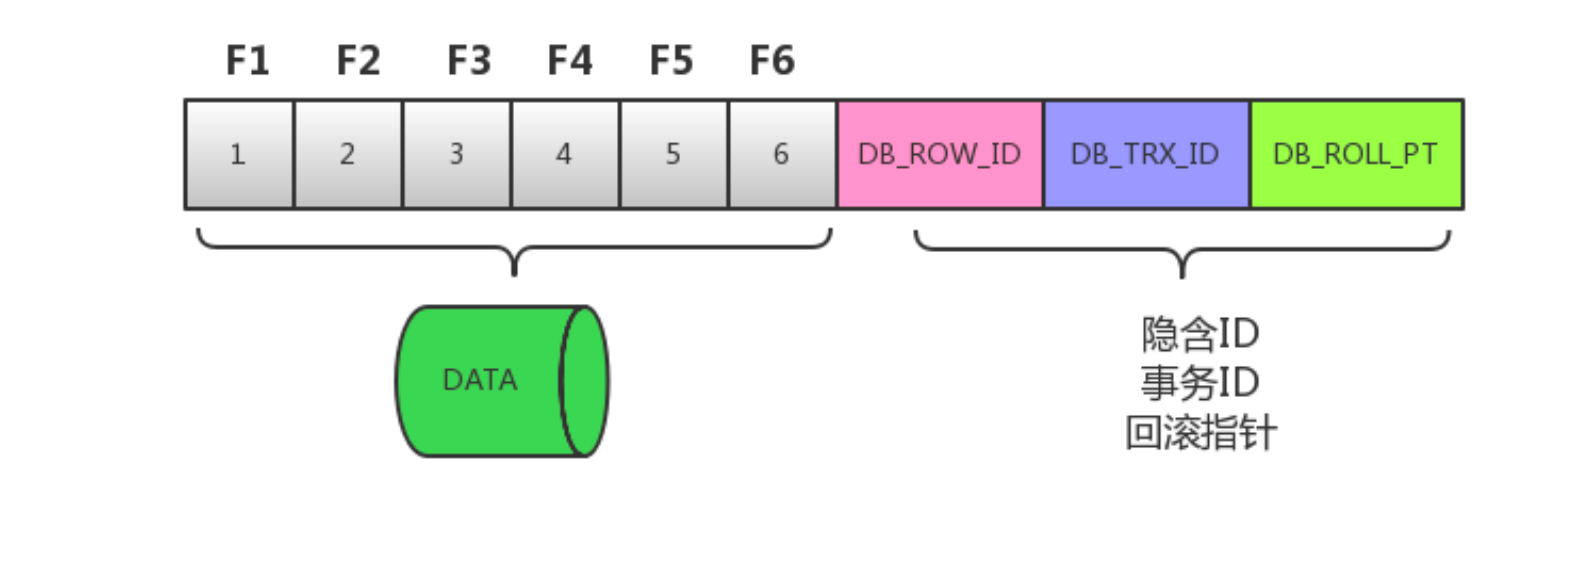 F1 F2 F3 F4 F5 F6
1 2 3 4 5 6 DB_ROW_ID DB_TRX_ID DB_ROLL_PT
DATA
隐含ID
事务ID
回滚指针